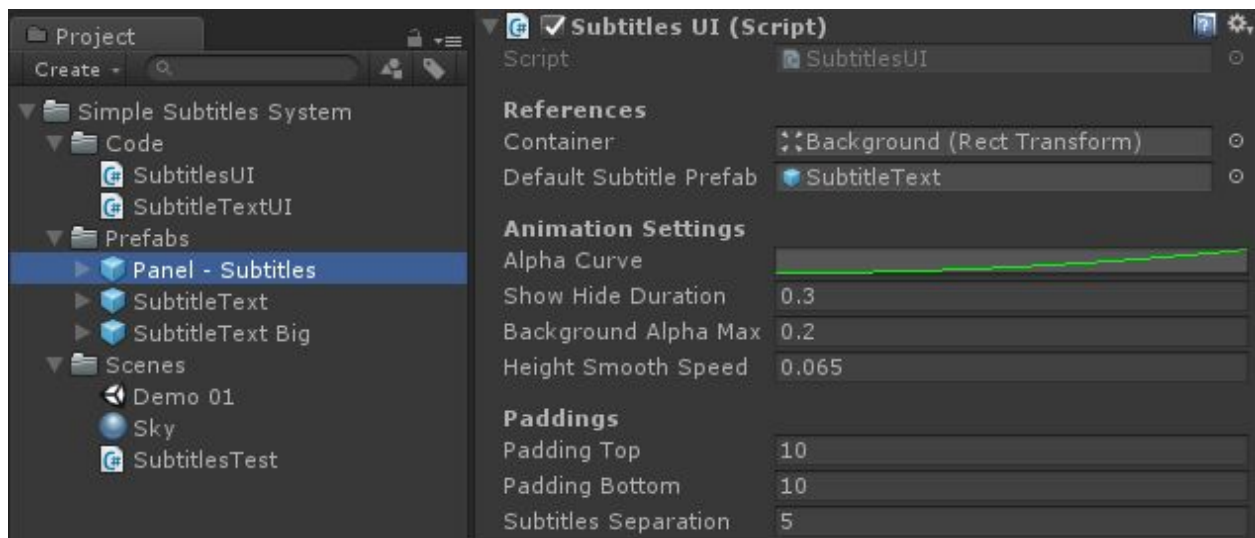 Project
Create
Simple Subtitles System
Code
SubtitlesUI
SubtitleTextUI
Prefabs
Panel - Subtitles
SubtitleText
SubtitleText Big
Scenes
Demo 01
Sky
SubtitlesTest
Subtitles UI (Script)
Script SubtitlesUI
References
Container Background (Rect Transform)
Default Subtitle Prefab SubtitleText
Animation Settings
Alpha Curve
Show Hide Duration 0.3
Background Alpha Max 0.2
Height Smooth Speed 0.065
Paddings
Padding Top 10
Padding Bottom 10
Subtitles Separation 5